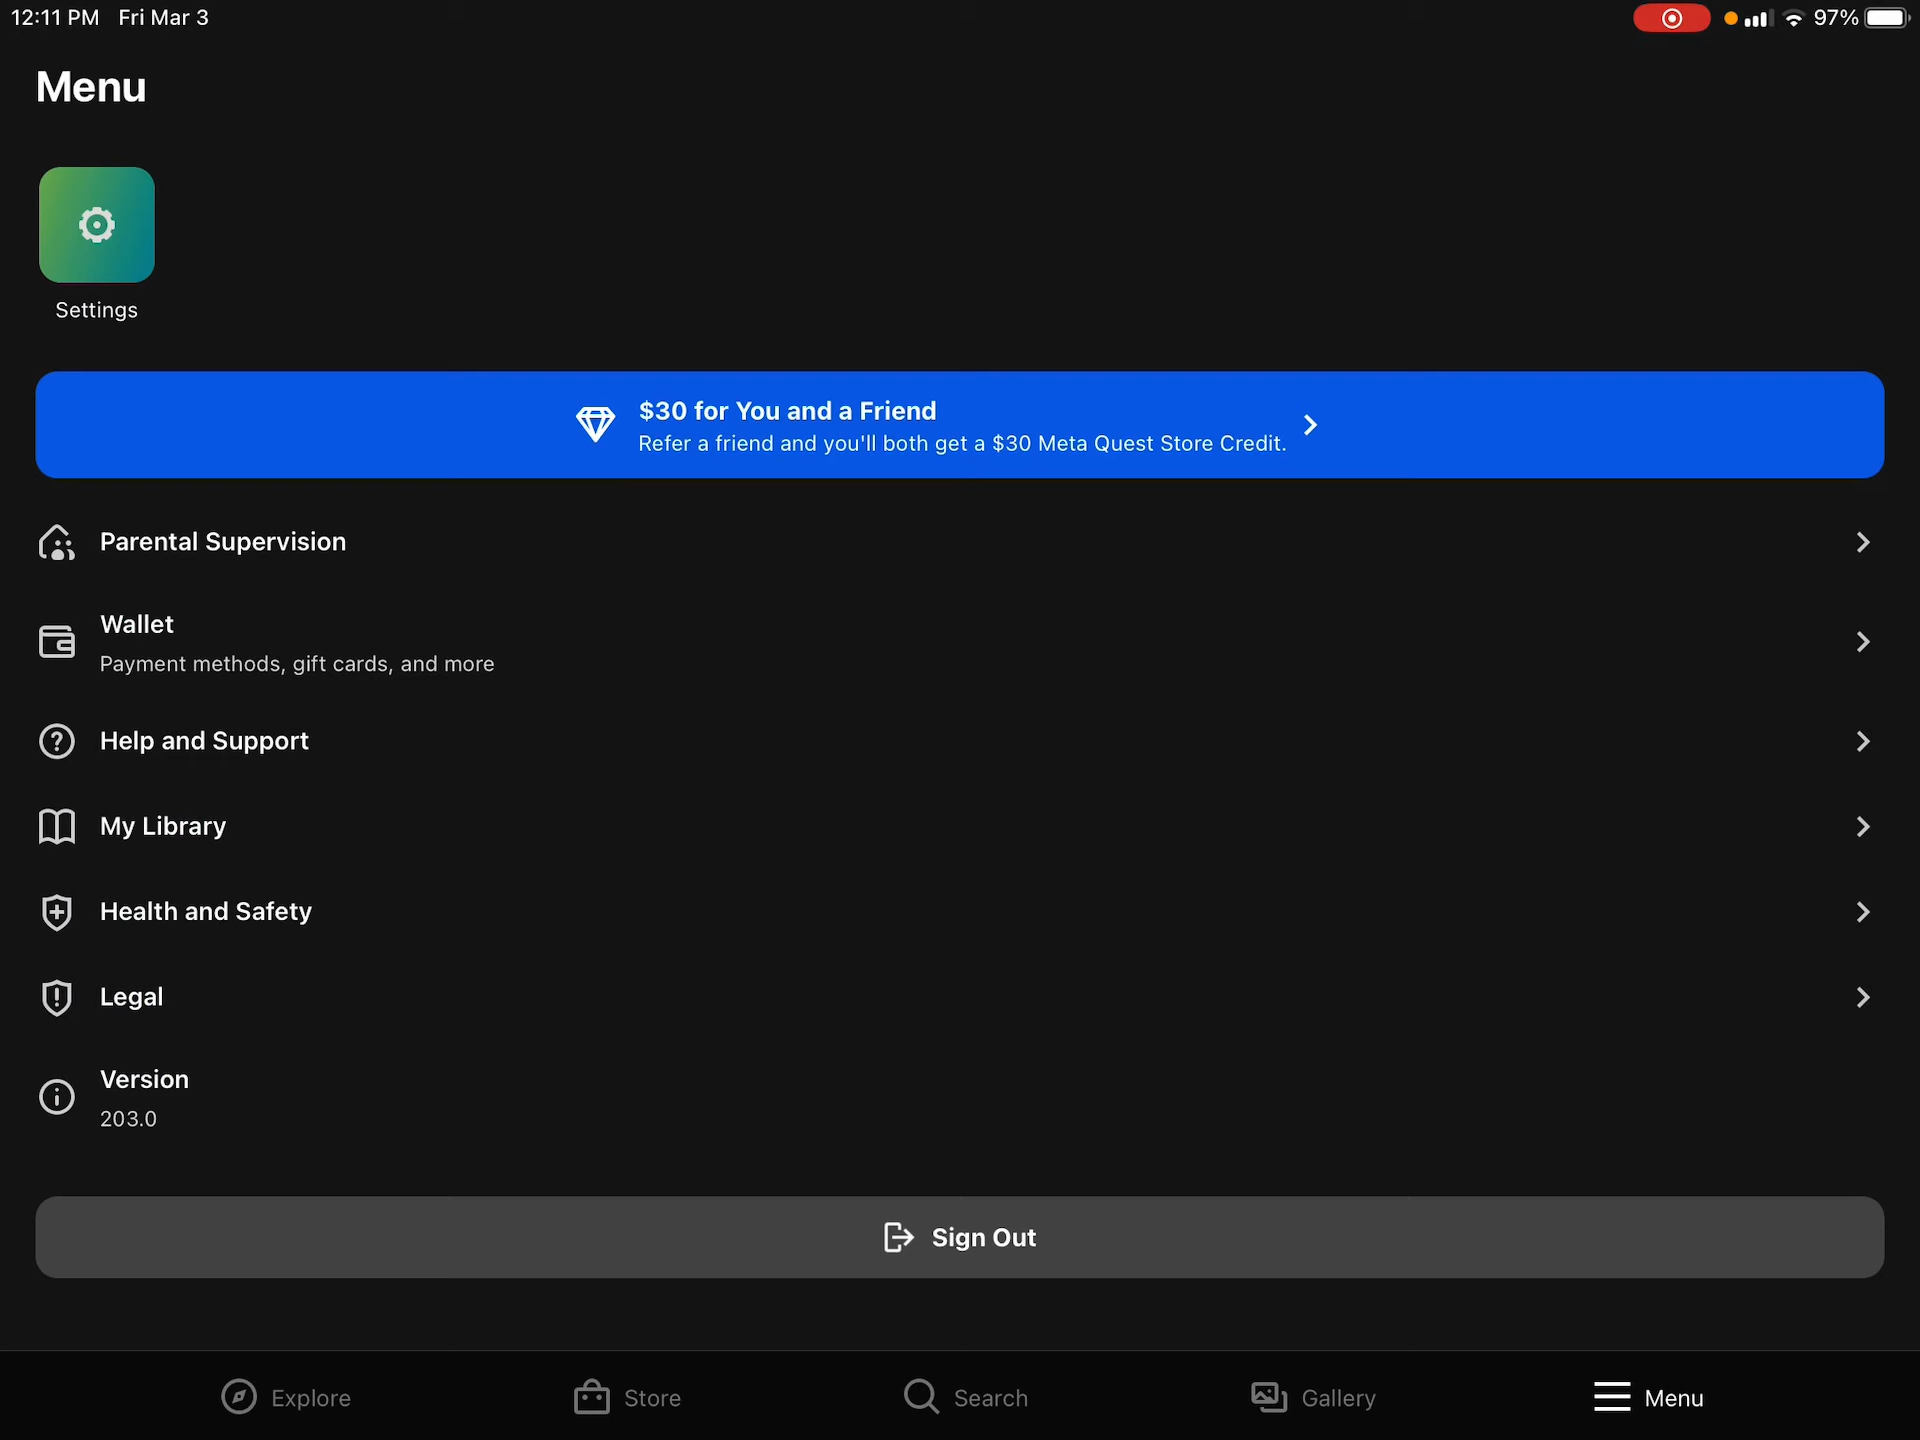 12:11 PM Fri Mar 3
97%
Menu
Settings
$30 for You and a Friend
Refer a friend and you'll both get a $30 Meta Quest Store Credit.
Parental Supervision
Wallet
Payment methods, gift cards, and more
Help and Support
My Library
Health and Safety
Legal
Version
203.0
Sign Out
Explore
Store
Search
Gallery
Menu